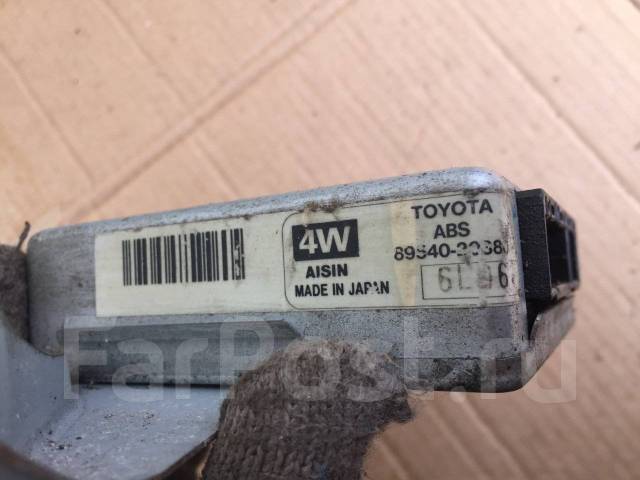 4W
AISIN
MADE IN JAPAN
TOYOTA
ABS
FarPost.ru